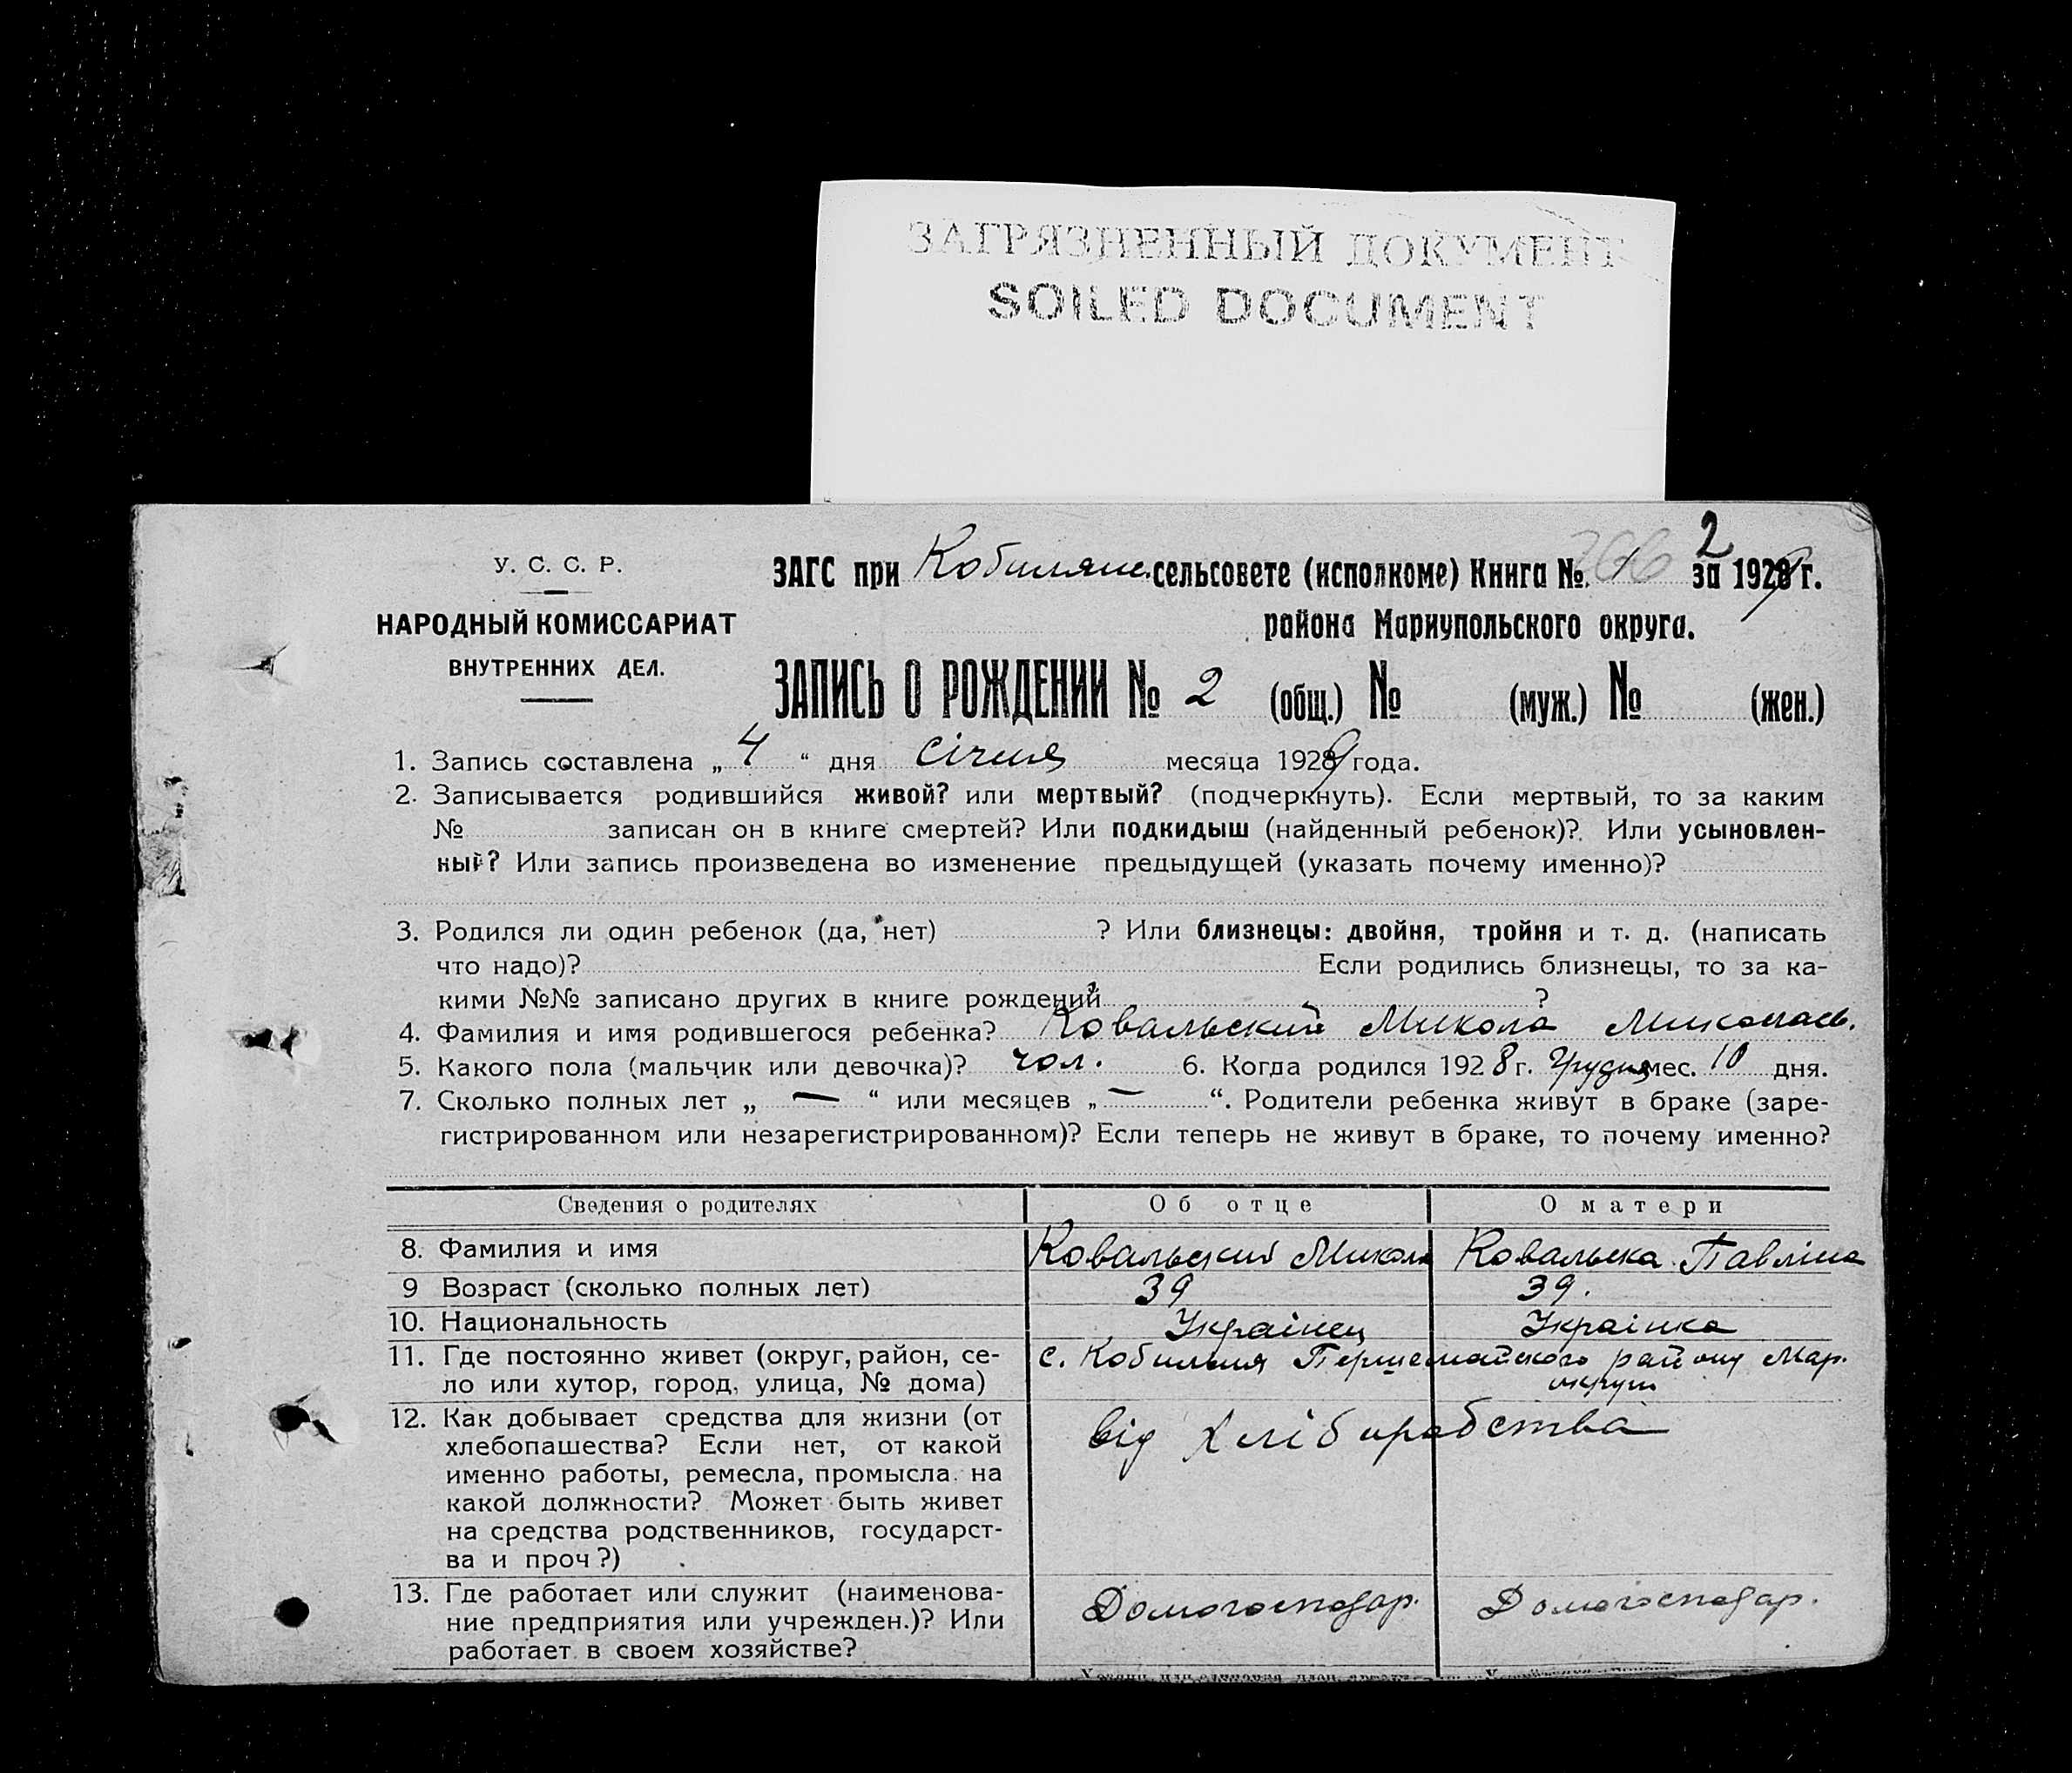 ЗАГРЯЗНЕННЫЙ ДОКУМЕНТ
SOILED DOCUMENT
2
У. С. С. Р.
НАРОДНЫЙ КОМИССАРИАТ
ВНУТРЕННИХ ДЕЛ.
ЗАГС при Кобиляне. сельсовете (исполкоме) Книга №. 1 за 1929 г.
района Мариупольского округа.
ЗАПИСЬ О РОЖДЕНИИ № 2 (общ.) № (муж.) № (жен.)
1. Запись составлена „ 4 “ дня січня месяца 1929 года.
2. Записывается родившийся живой? или мертвый? (подчеркнуть). Если мертвый, то за каким
№ записан он в книге смертей? Или подкидыш (найденный ребенок)? Или усыновлен-
ный? Или запись произведена во изменение предыдущей (указать почему именно)?
3. Родился ли один ребенок (да, нет) ? Или близнецы: двойня, тройня и т. д. (написать
что надо)? Если родились близнецы, то за ка-
кими №№ записано других в книге рождений ?
4. Фамилия и имя родившегося ребенка? Ковальский Микола Миколаєв.
5. Какого пола (мальчик или девочка)? чол. 6. Когда родился 1928 г. Грудня мес. 10 дня.
7. Сколько полных лет „ — “ или месяцев „ — “. Родители ребенка живут в браке (заре-
гистрированном или незарегистрированном)? Если теперь не живут в браке, то почему именно?
Сведения о родителях Об отце О матери
8. Фамилия и имя Ковальский Микола Ковальска Павліна
9 Возраст (сколько полных лет) 39 39.
10. Национальность Українец Українка
11. Где постоянно живет (округ, район, се- с. Кобильня Першемайского району Мар.
ло или хутор, город, улица, № дома) округи
12. Как добывает средства для жизни (от від Хліборобства
хлебопашества? Если нет, от какой
именно работы, ремесла, промысла на
какой должности? Может быть живет
на средства родственников, государст-
ва и проч?)
13. Где работает или служит (наименова- Домогосподар. Домогосподар.
ние предприятия или учрежден.)? Или
работает в своем хозяйстве?